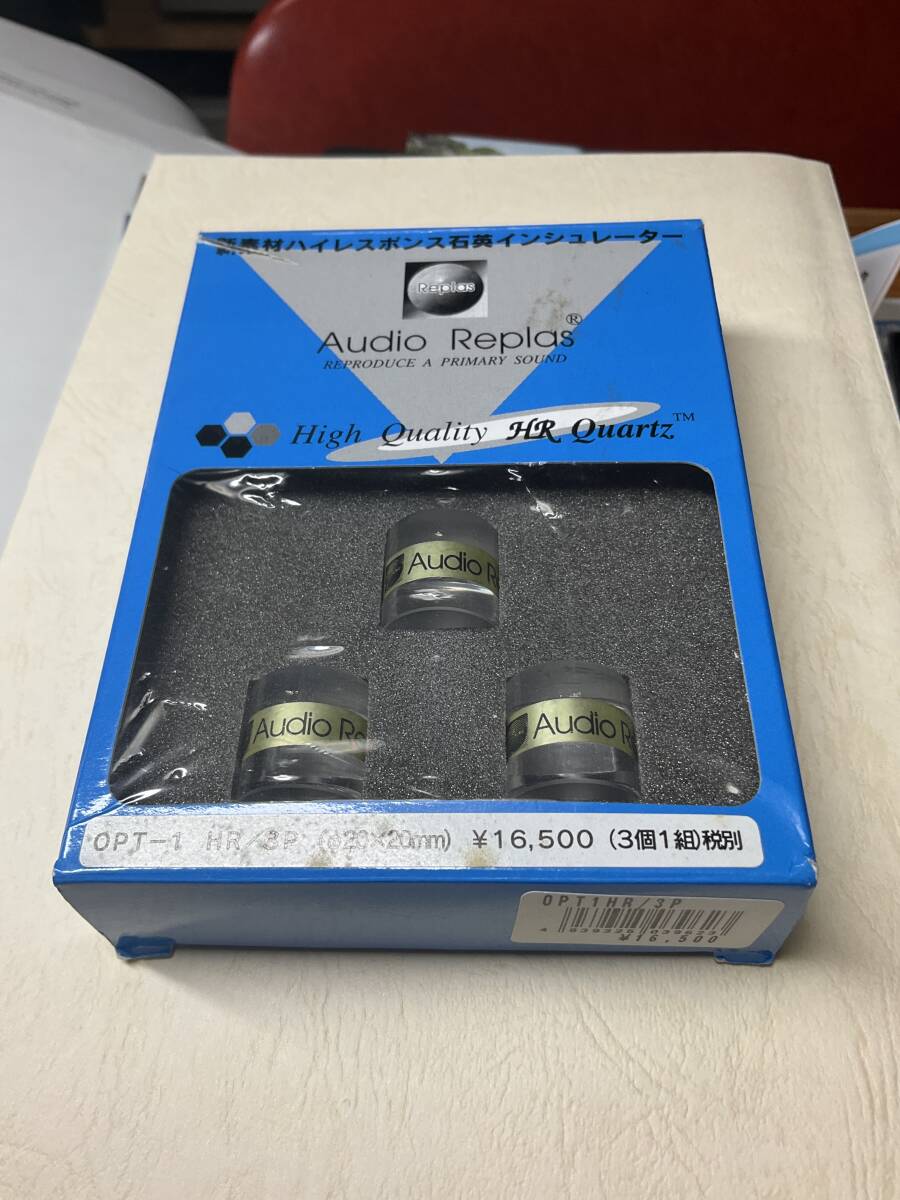 新素材ハイレスポンス石英インシュレーター
Replas
Audio Replas®
REPRODUCE A PRIMARY SOUND
High Quality HR Quartz™
Audio R
Audio Re
Audio Re
OPT-1 HR/3P (φ20×20mm) ¥16,500 (3個1組)税別
OPT1HR/3P
¥16,500